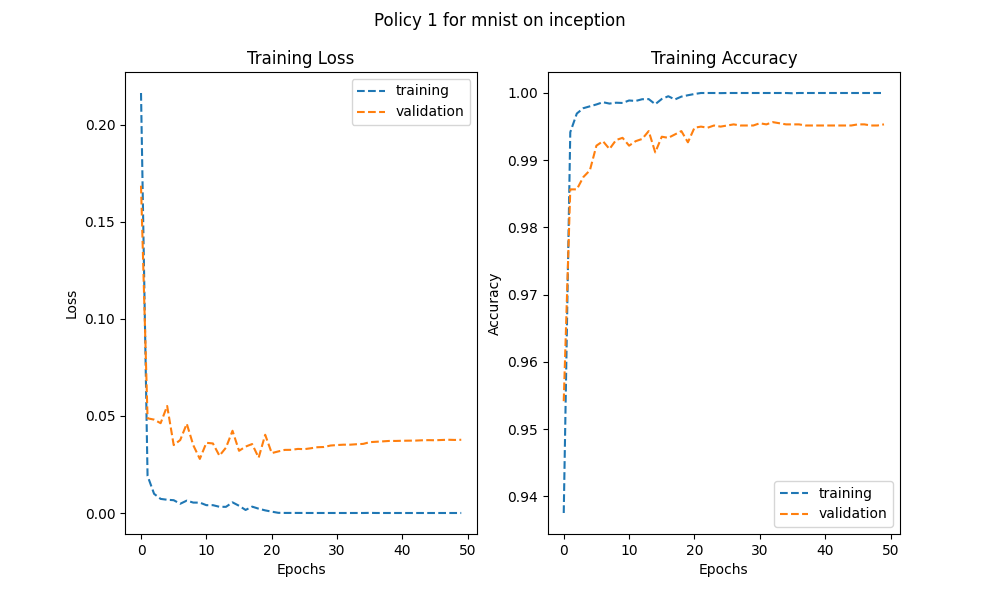 Policy 1 for mnist on inception
Training Loss
training
validation
0.20
0.15
0.10
0.05
0.00
Loss
0 10 20 30 40 50
Epochs
Training Accuracy
1.00
0.99
0.98
0.97
0.96
0.95
0.94
Accuracy
training
validation
0 10 20 30 40 50
Epochs